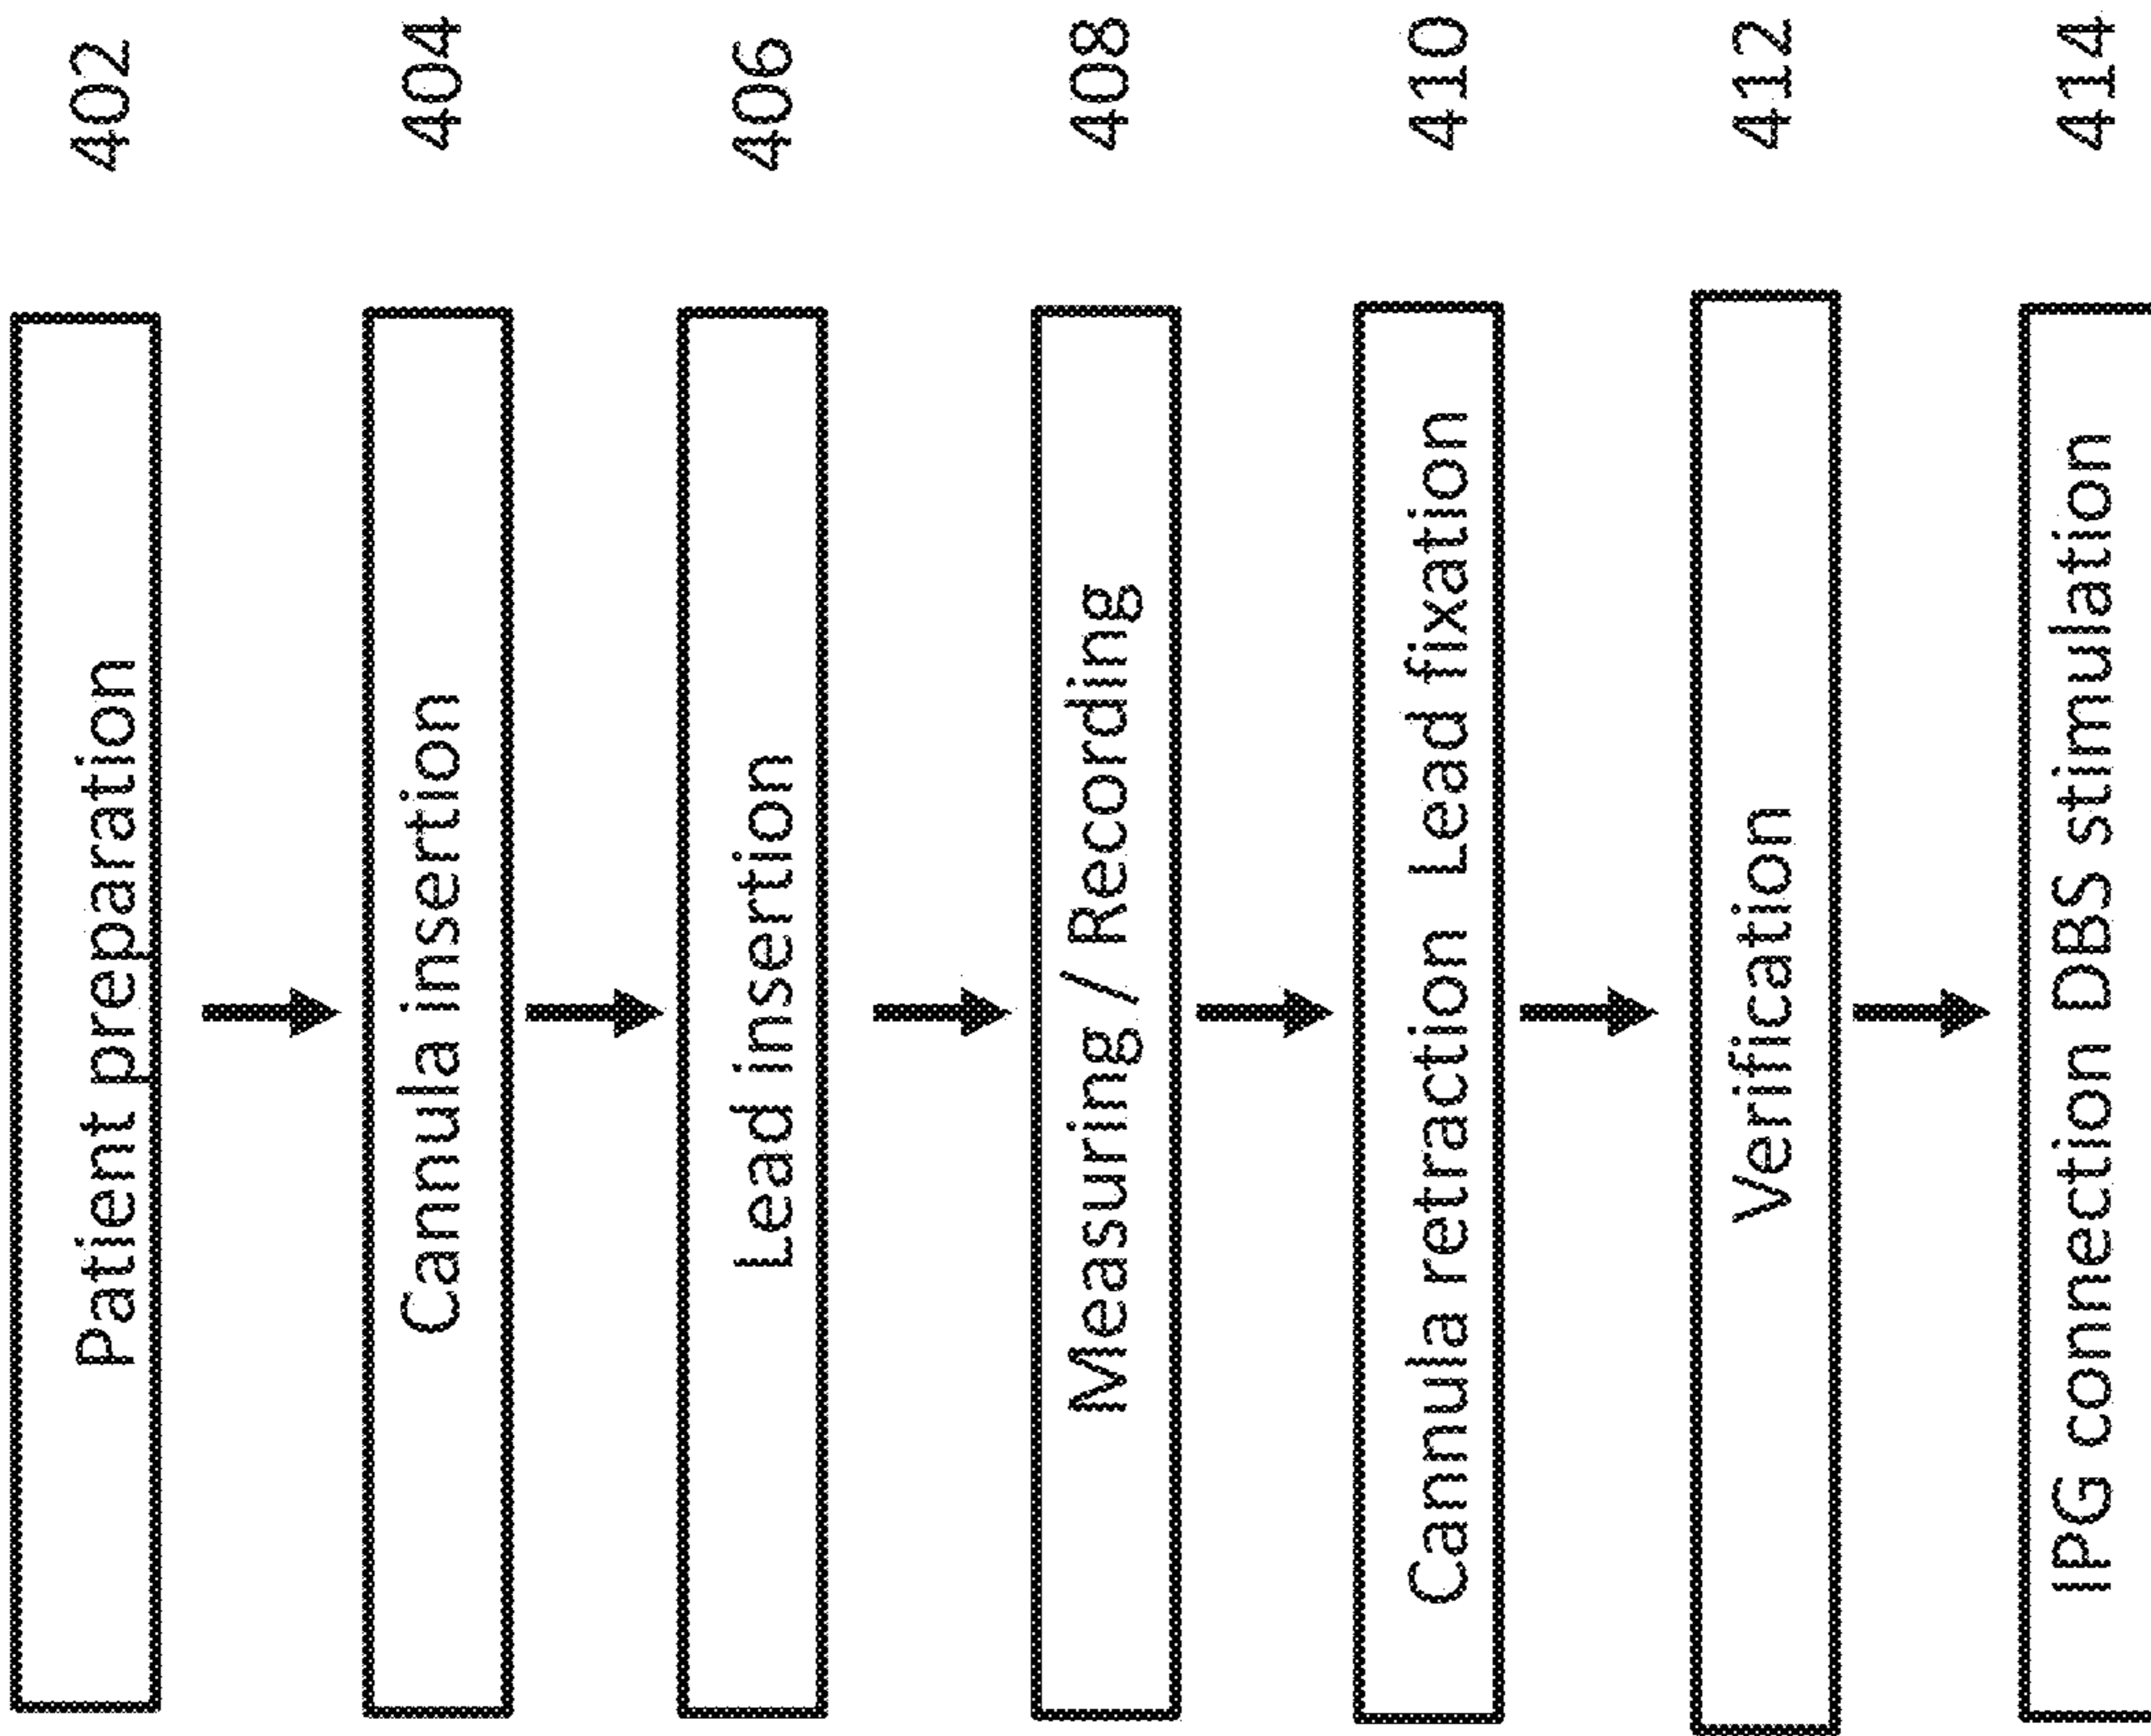 Patient preparation 402
Cannula insertion 404
Lead insertion 406
Measuring / Recording 408
Cannula retraction Lead fixation 410
Verification 412
IPG connection DBS stimulation 414